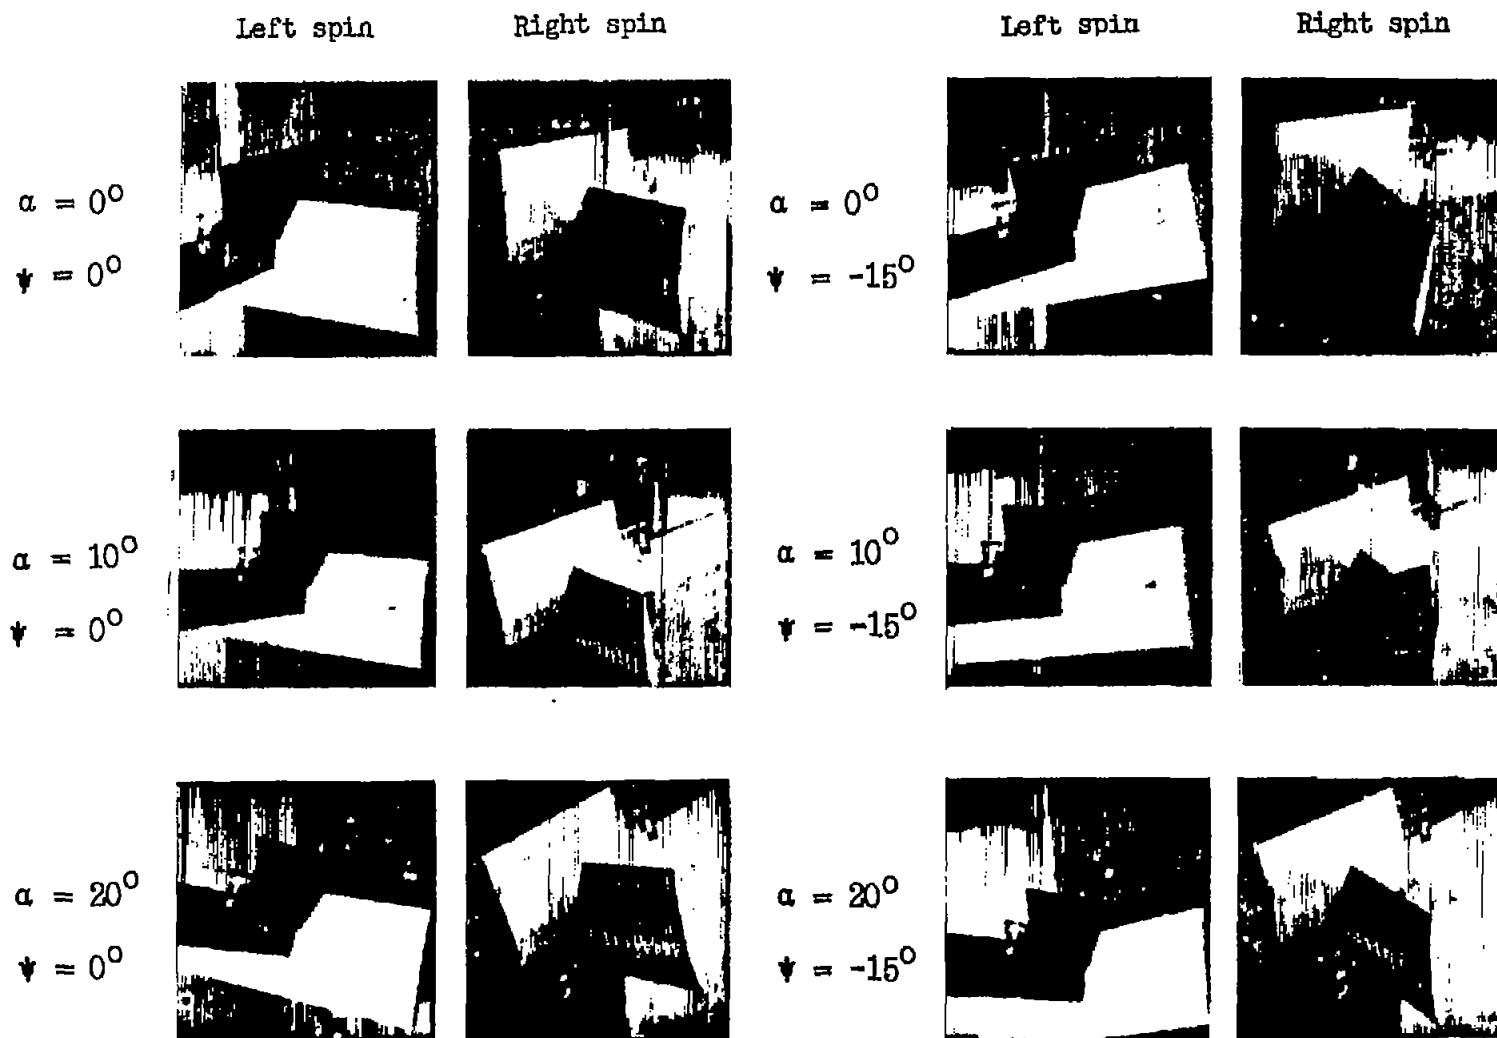 Left spin Right spin Left spin Right spin
α = 0° α = 0°
ψ = 0° ψ = -15°
α = 10° α = 10°
ψ = 0° ψ = -15°
α = 20° α = 20°
ψ = 0° ψ = -15°